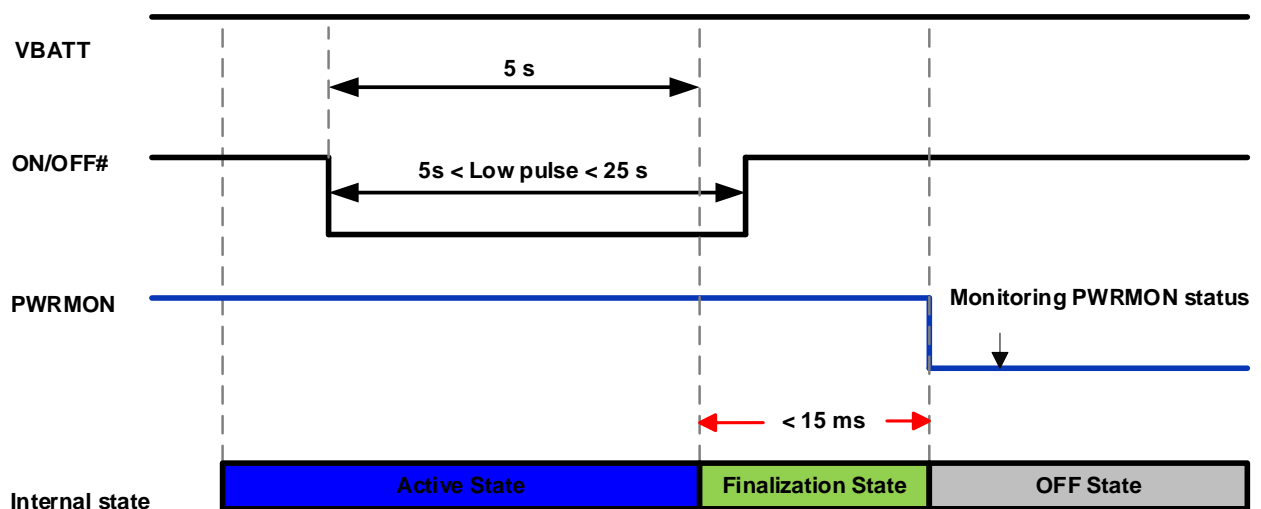 VBATT
5 s
ON/OFF#
5s < Low pulse < 25 s
PWRMON
Monitoring PWRMON status
< 15 ms
Active State
Finalization State
OFF State
Internal state